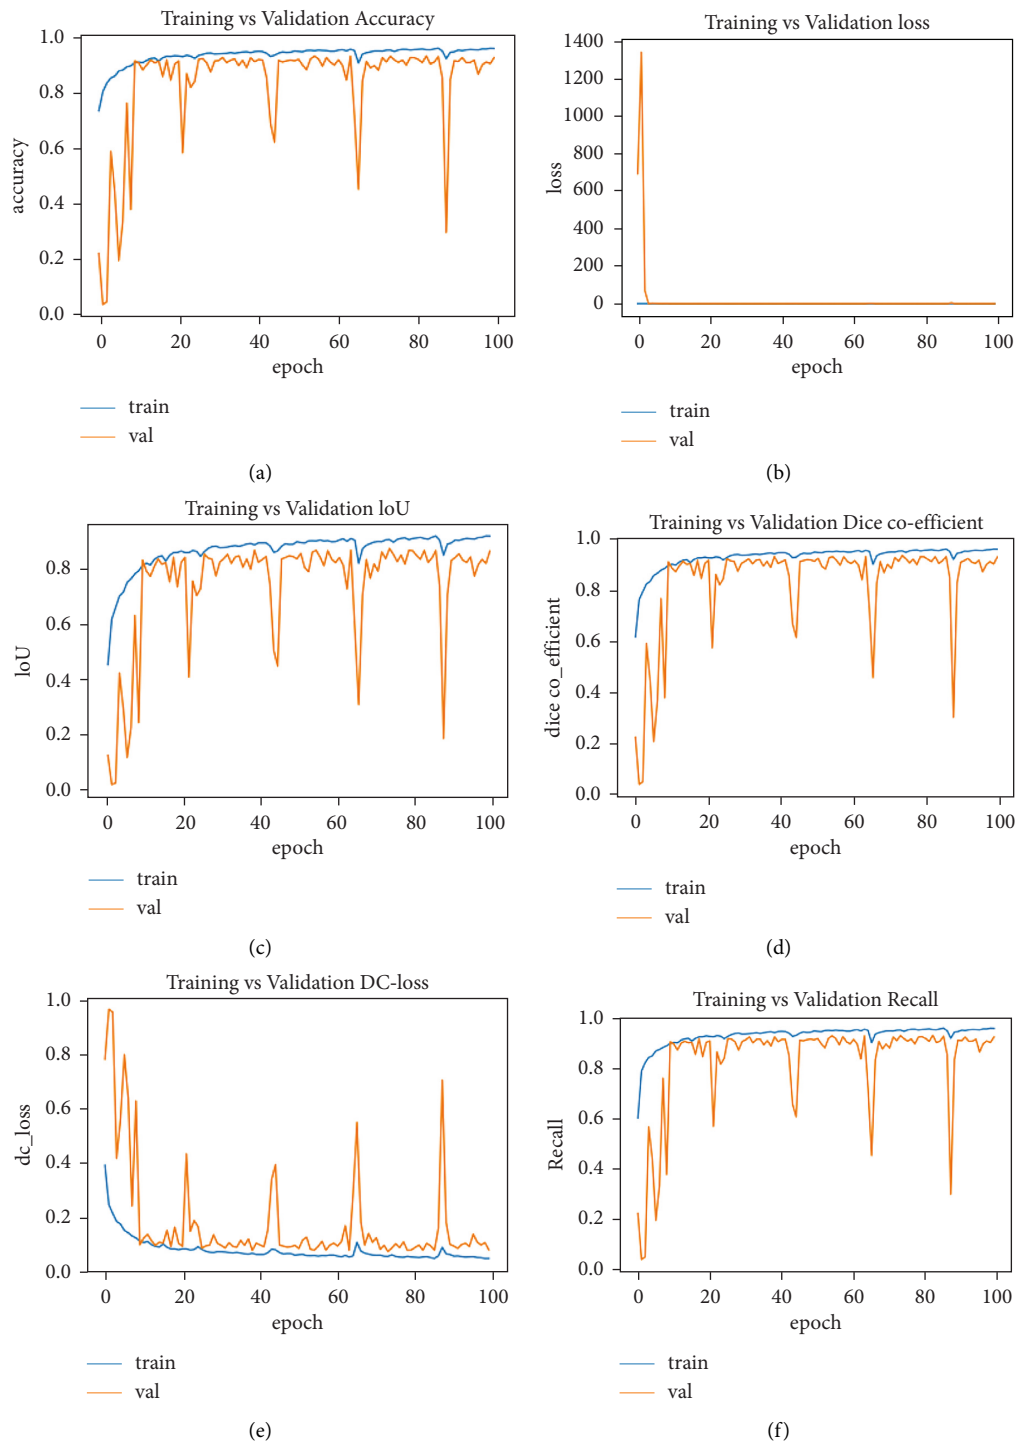 Training vs Validation Accuracy
1.0
0.8
0.6
0.4
0.2
0.0
accuracy
0 20 40 60 80 100
epoch
train
val
(a)
Training vs Validation loss
1400
1200
1000
800
600
400
200
0
loss
0 20 40 60 80 100
epoch
train
val
(b)
Training vs Validation loU
0.8
0.6
0.4
0.2
0.0
loU
0 20 40 60 80 100
epoch
train
val
(c)
Training vs Validation Dice co-efficient
1.0
0.8
0.6
0.4
0.2
0.0
dice co_efficient
0 20 40 60 80 100
epoch
train
val
(d)
Training vs Validation DC-loss
1.0
0.8
0.6
0.4
0.2
0.0
dc_loss
0 20 40 60 80 100
epoch
train
val
(e)
Training vs Validation Recall
1.0
0.8
0.6
0.4
0.2
0.0
Recall
0 20 40 60 80 100
epoch
train
val
(f)